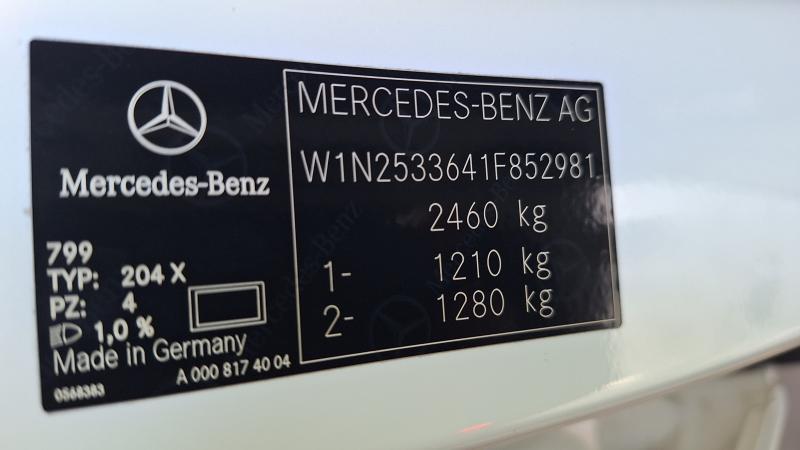 Mercedes-Benz
799
TYP: 204 X
PZ: 4
1,0 %
Made in Germany
A 000 817 40 04
0568383
MERCEDES-BENZ AG
W1N2533641F852981
2460 kg
1- 1210 kg
2- 1280 kg